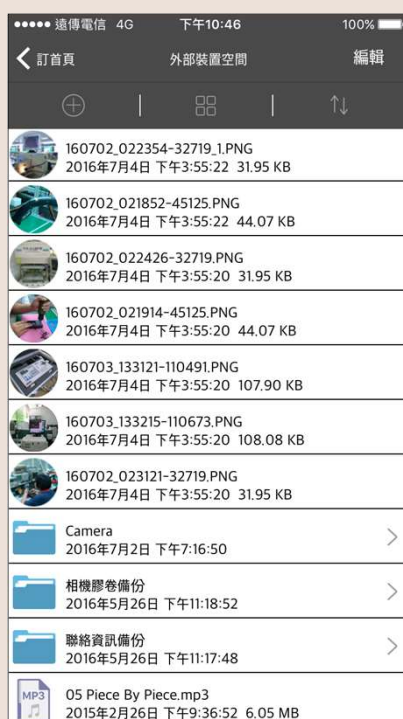 遠傳電信 4G 下午10:46 100%
訂首頁 外部裝置空間 編輯
160702_022354-32719_1.PNG
2016年7月4日 下午3:55:22 31.95 KB
160702_021852-45125.PNG
2016年7月4日 下午3:55:22 44.07 KB
160702_022426-32719.PNG
2016年7月4日 下午3:55:20 31.95 KB
160702_021914-45125.PNG
2016年7月4日 下午3:55:20 44.07 KB
160703_133121-110491.PNG
2016年7月4日 下午3:55:20 107.90 KB
160703_133215-110673.PNG
2016年7月4日 下午3:55:20 108.08 KB
160702_023121-32719.PNG
2016年7月4日 下午3:55:20 31.95 KB
Camera
2016年7月2日 下午7:16:50
相機膠卷備份
2016年5月26日 下午11:18:52
聯絡資訊備份
2016年5月26日 下午11:17:48
MP3
05 Piece By Piece.mp3
2015年2月26日 下午9:36:52 6.05 MB